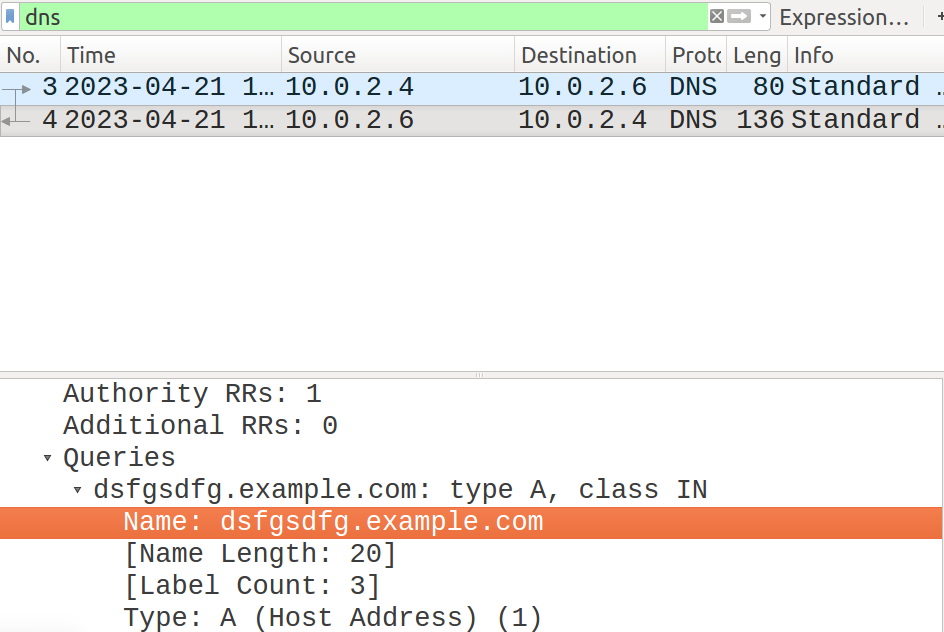 dns Expression… +
No. Time Source Destination Protc Leng Info
3 2023-04-21 1… 10.0.2.4 10.0.2.6 DNS 80 Standard …
4 2023-04-21 1… 10.0.2.6 10.0.2.4 DNS 136 Standard …
Authority RRs: 1
Additional RRs: 0
Queries
dsfgsdfg.example.com: type A, class IN
Name: dsfgsdfg.example.com
[Name Length: 20]
[Label Count: 3]
Type: A (Host Address) (1)